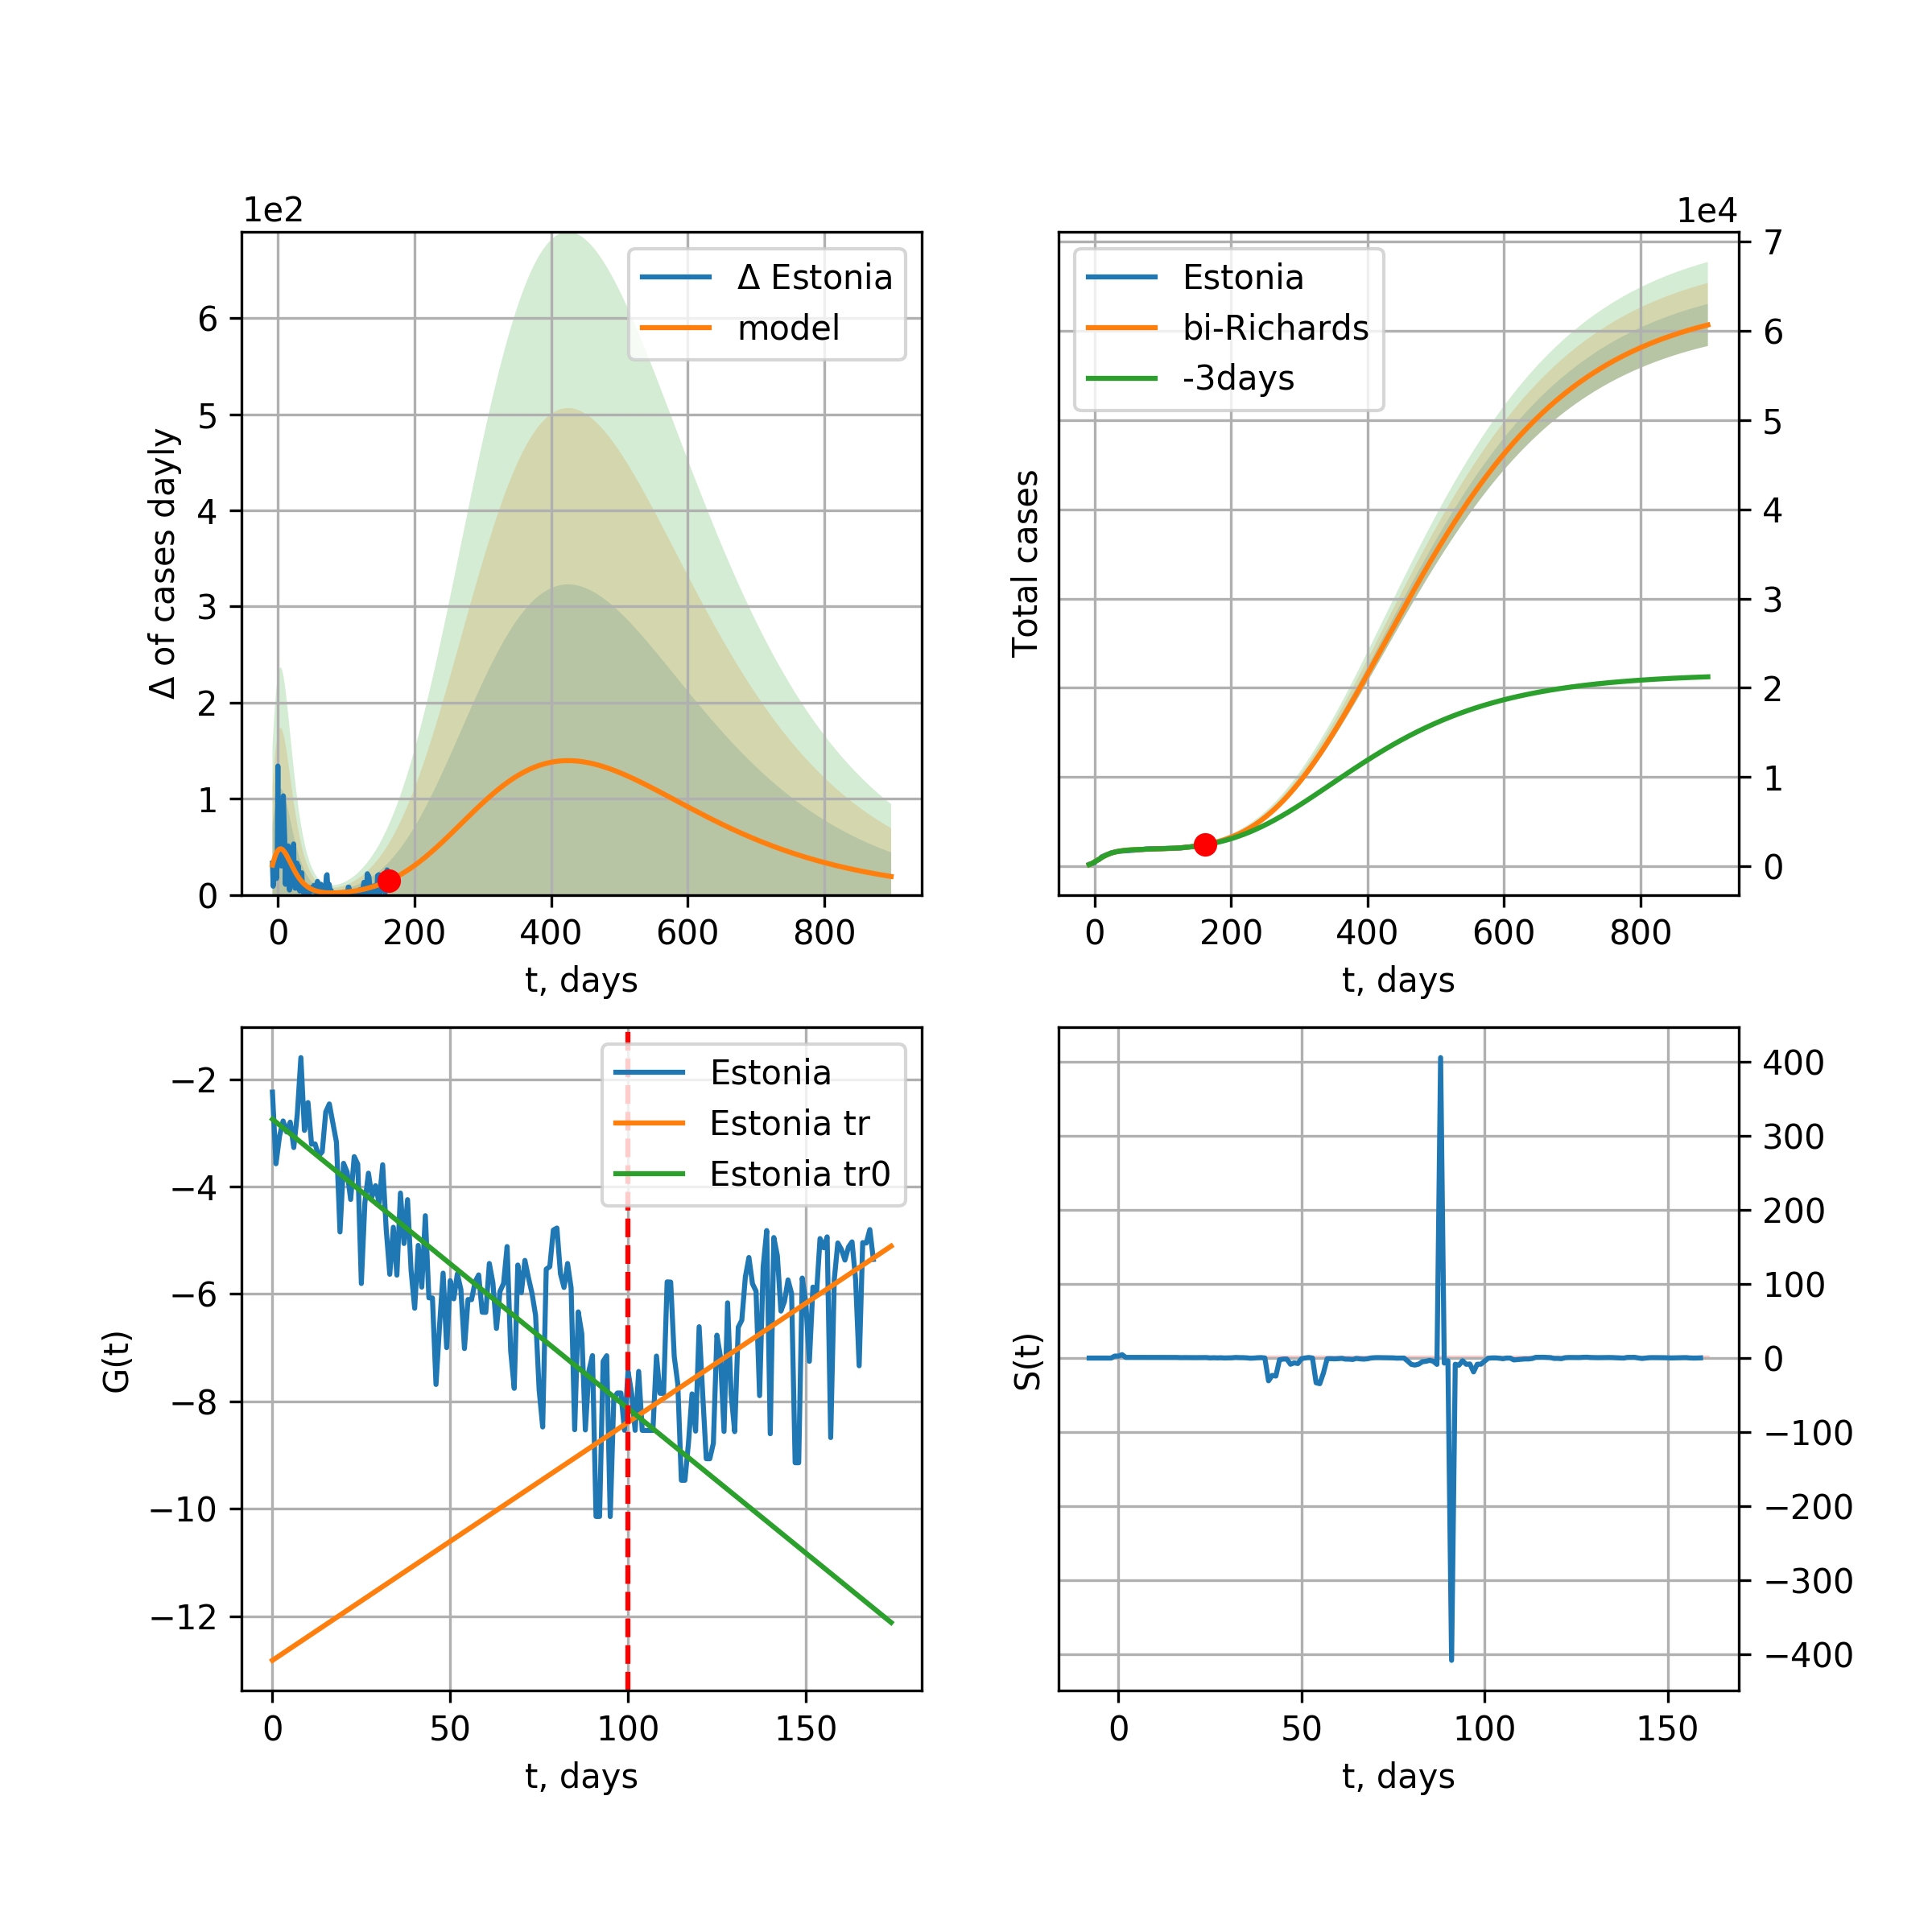 1e2
Δ of cases dayly
6
5
4
3
2
1
0
Δ Estonia
model
0 200 400 600 800
t, days
1e4
Total cases
Estonia
bi-Richards
-3days
7
6
5
4
3
2
1
0
0 200 400 600 800
t, days
G(t)
−2
−4
−6
−8
−10
−12
Estonia
Estonia tr
Estonia tr0
0 50 100 150
t, days
S(t)
400
300
200
100
0
−100
−200
−300
−400
0 50 100 150
t, days